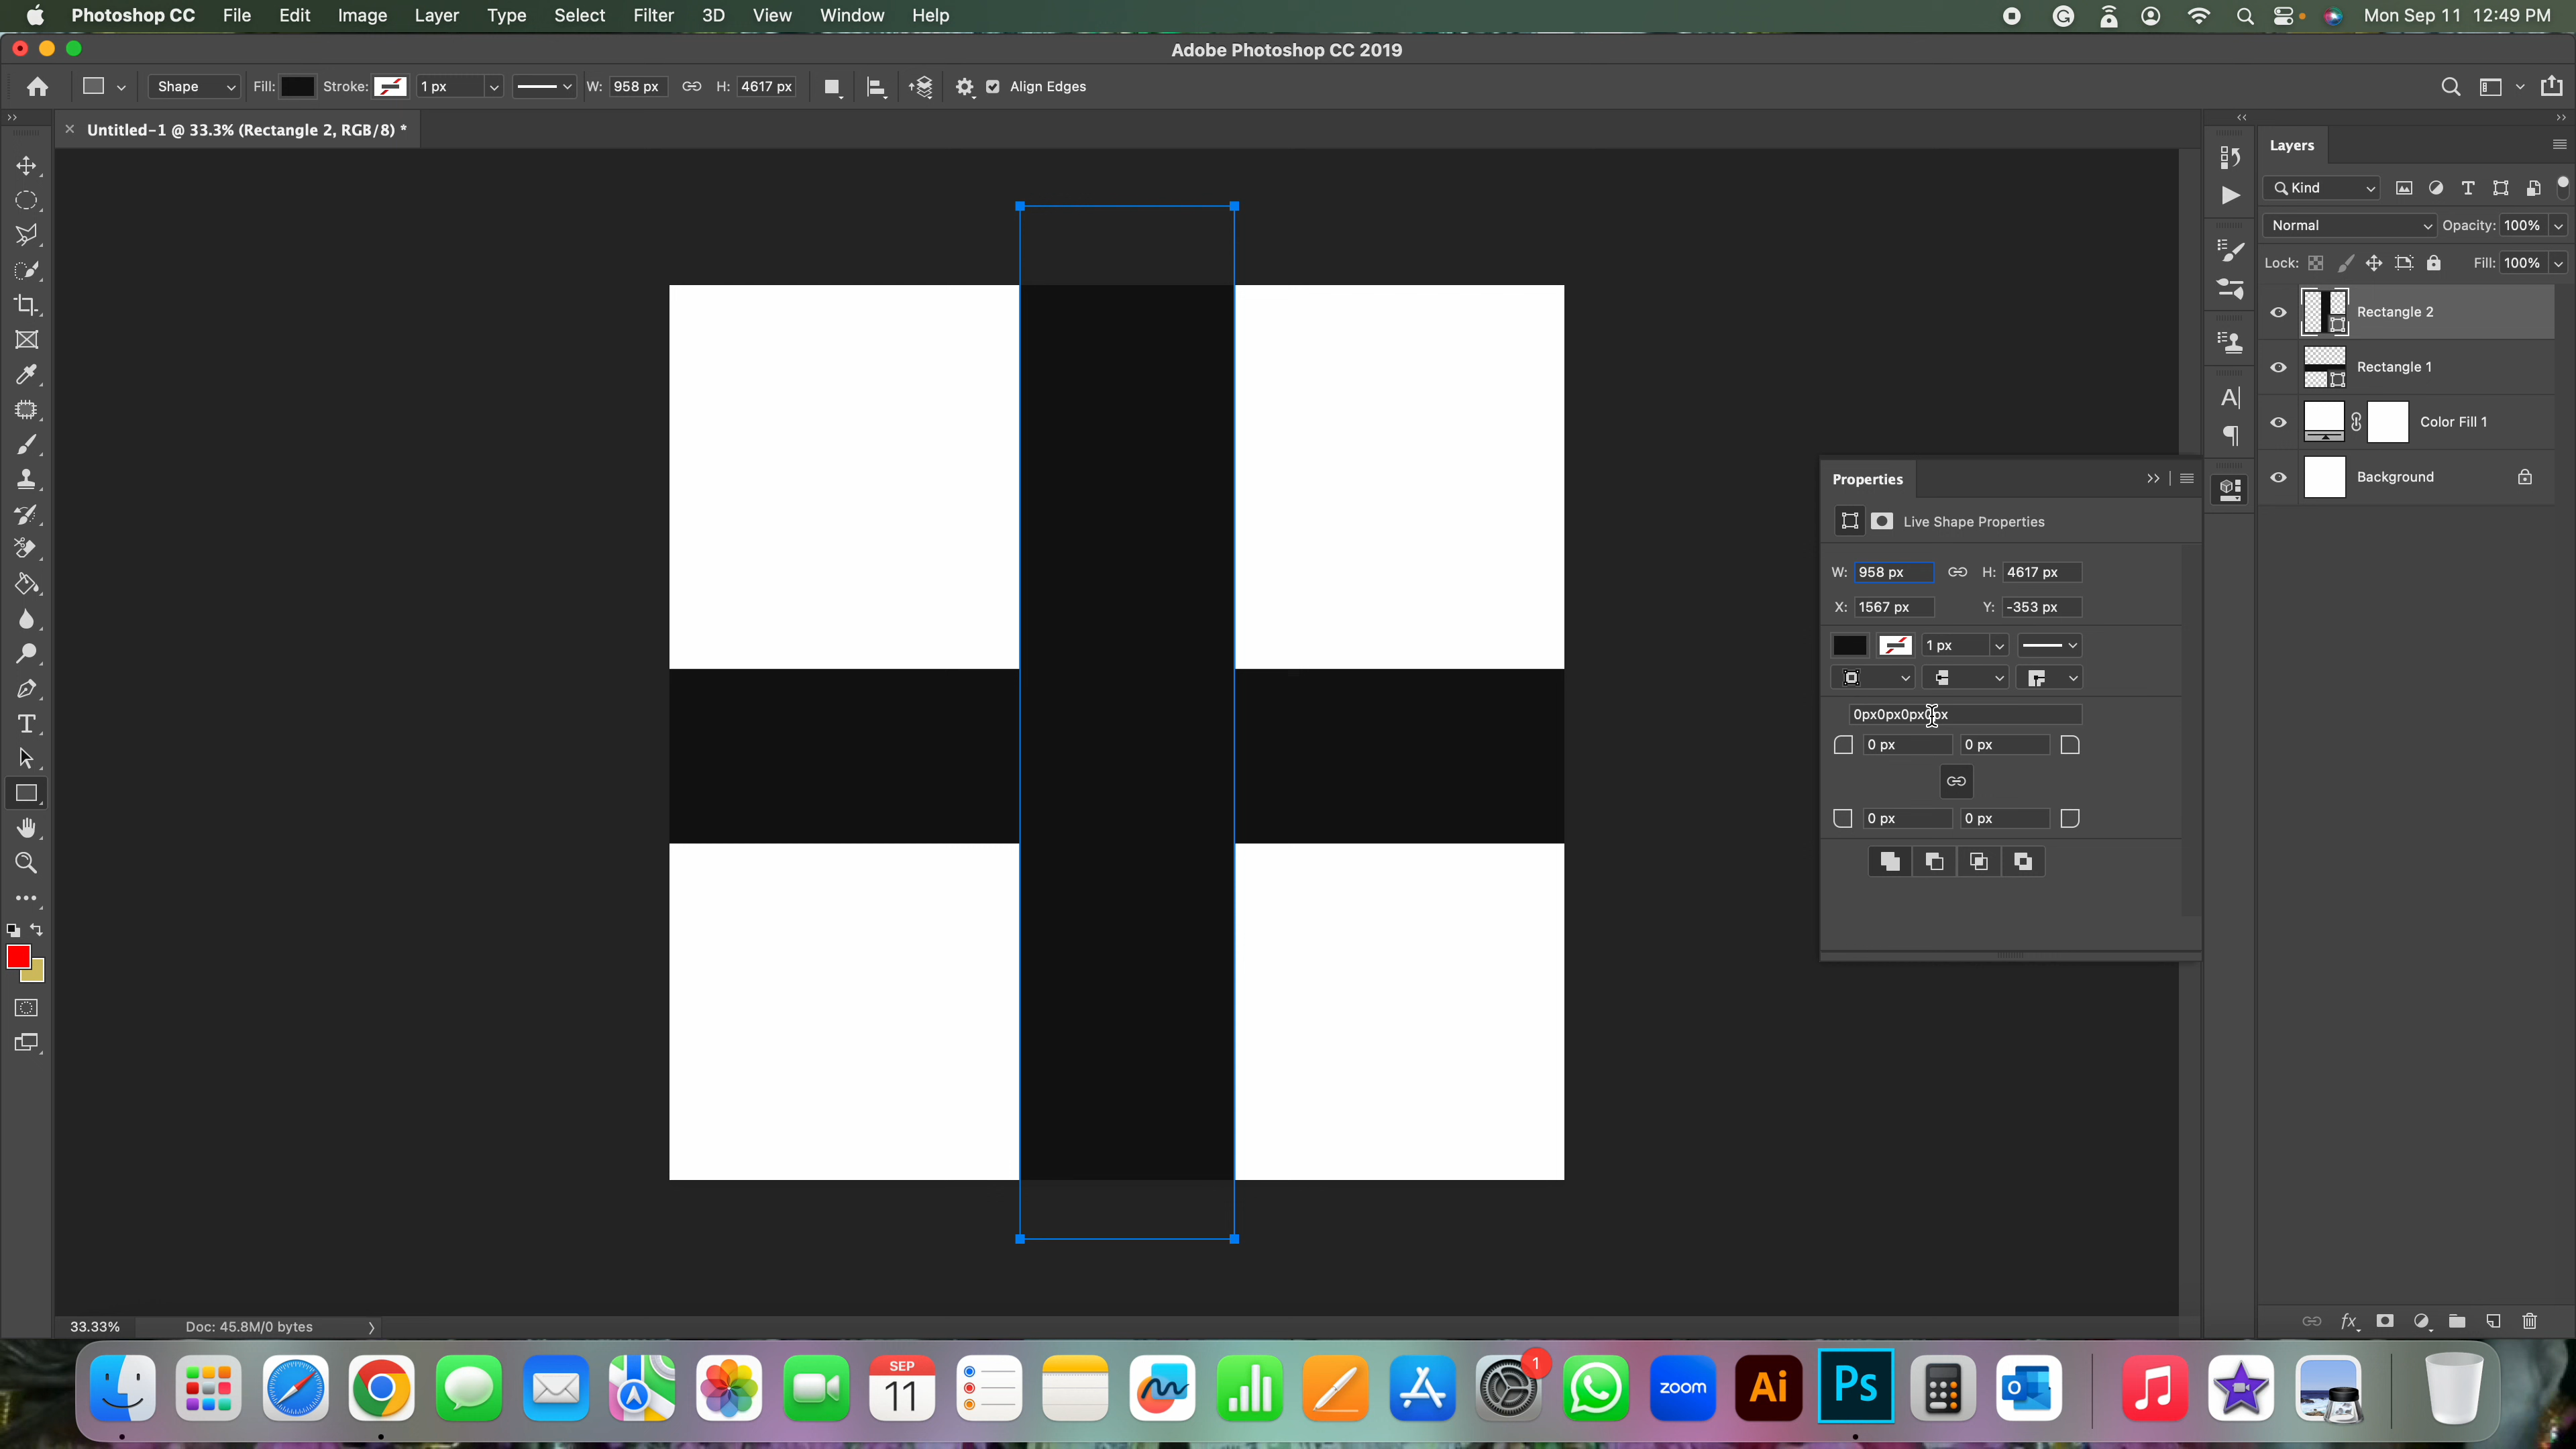 Photoshop CC File Edit Image Layer Type Select Filter 3D View Window Help Mon Sep 11 12:49 PM
Adobe Photoshop CC 2019
Shape Fill: Stroke: 1 px W: 958 px H: 4617 px Align Edges
× Untitled-1 @ 33.3% (Rectangle 2, RGB/8) *
Layers
Kind
Normal Opacity: 100%
Lock: Fill: 100%
Rectangle 2
Rectangle 1
Color Fill 1
Background
Properties
Live Shape Properties
W: 958 px H: 4617 px
X: 1567 px Y: -353 px
1 px
0px0px0px0px
0 px 0 px
0 px 0 px
33.33% Doc: 45.8M/0 bytes
SEP
11
1
zoom
Ai
Ps